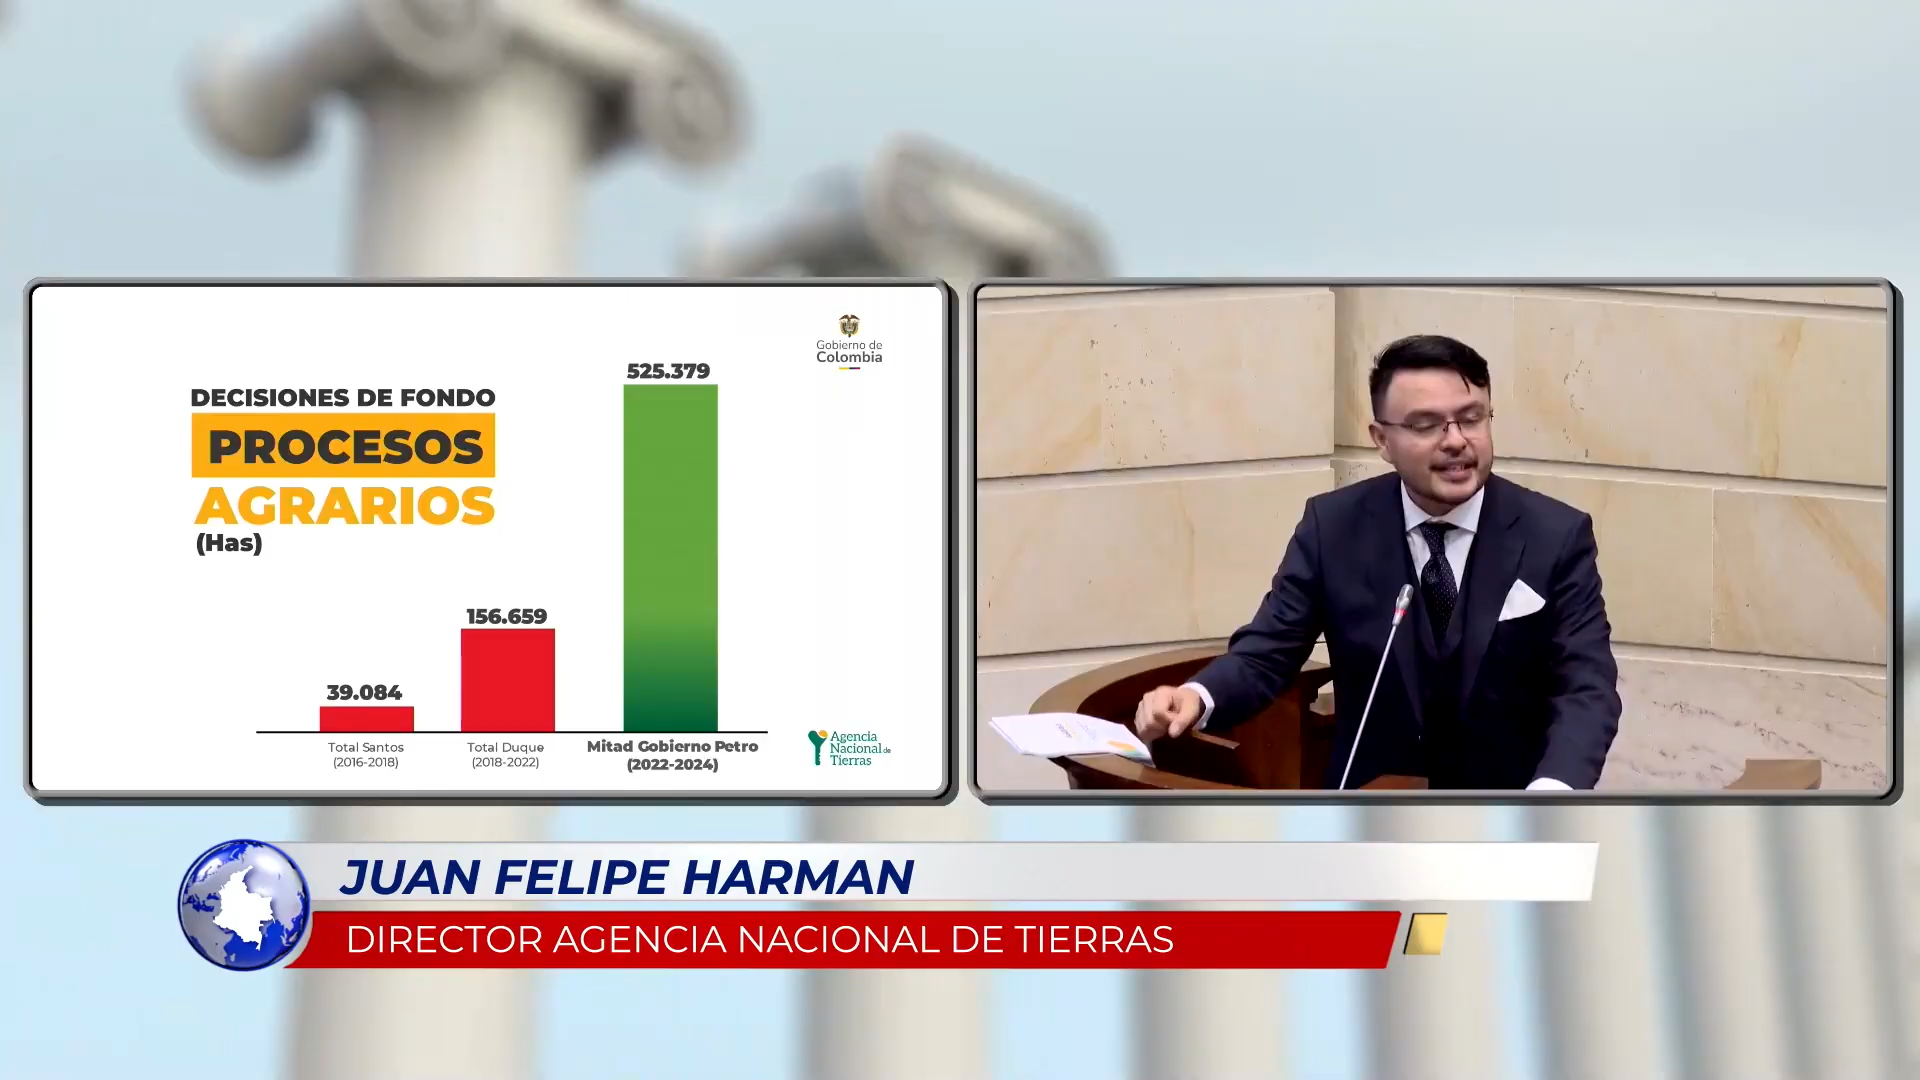 Gobierno de
Colombia
DECISIONES DE FONDO
PROCESOS
AGRARIOS
(Has)
39.084
156.659
525.379
Total Santos
(2016-2018)
Total Duque
(2018-2022)
Mitad Gobierno Petro
(2022-2024)
Agencia
Nacional de
Tierras
JUAN FELIPE HARMAN
DIRECTOR AGENCIA NACIONAL DE TIERRAS